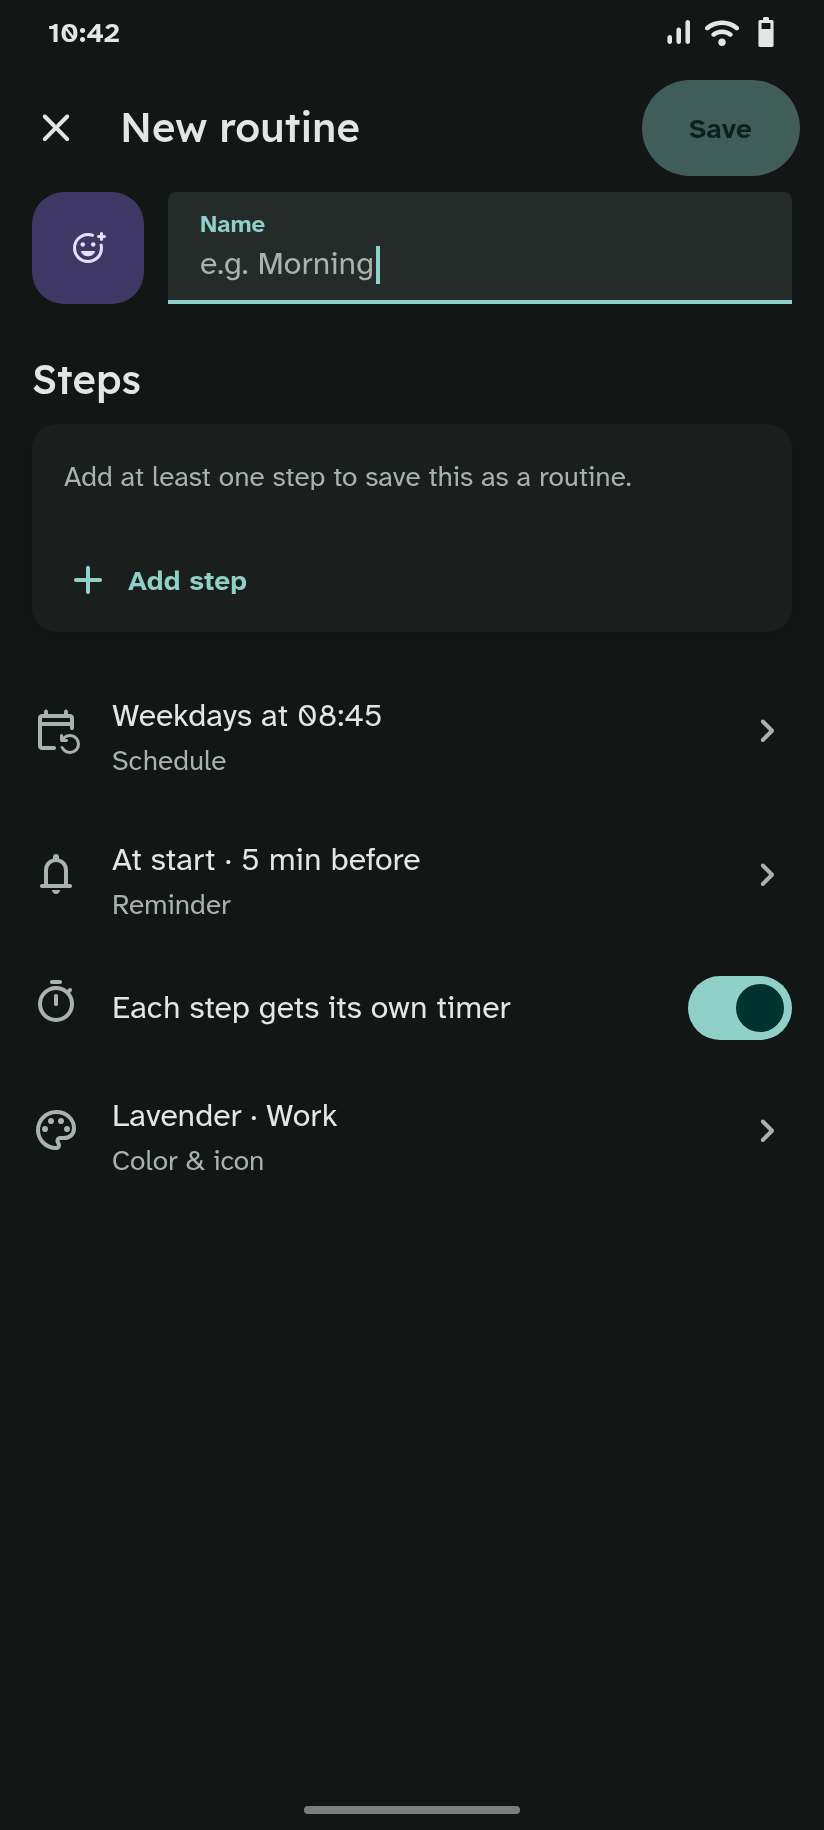 10:42
New routine
Save
Name
e.g. Morning
Steps
Add at least one step to save this as a routine.
Add step
Weekdays at 08:45
Schedule
At start · 5 min before
Reminder
Each step gets its own timer
Lavender · Work
Color & icon